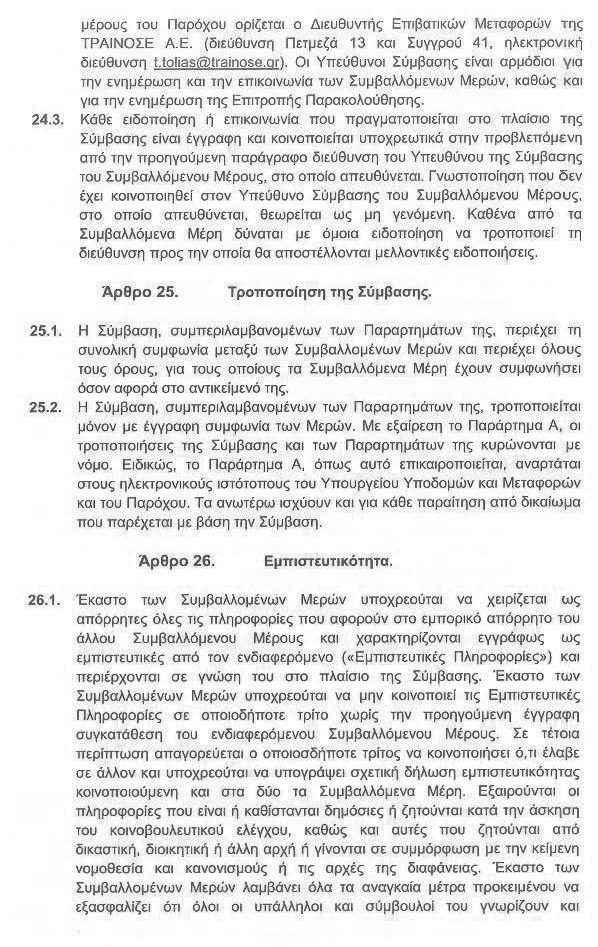 μέρους του Παρόχου ορίζεται ο Διευθυντής Επιβατικών Μεταφορών της
ΤΡΑΙΝΟΣΕ Α.Ε. (διεύθυνση Πετμεζά 13 και Συγγρού 41, ηλεκτρονική
διεύθυνση t.tolias@trainose.gr). Οι Υπεύθυνοι Σύμβασης είναι αρμόδιοι για
την ενημέρωση και την επικοινωνία των Συμβαλλόμενων Μερών, καθώς και
για την ενημέρωση της Επιτροπής Παρακολούθησης.
24.3. Κάθε ειδοποίηση ή επικοινωνία που πραγματοποιείται στο πλαίσιο της
Σύμβασης είναι έγγραφη και κοινοποιείται υποχρεωτικά στην προβλεπόμενη
από την προηγούμενη παράγραφο διεύθυνση του Υπευθύνου της Σύμβασης
του Συμβαλλόμενου Μέρους, στο οποίο απευθύνεται. Γνωστοποίηση που δεν
έχει κοινοποιηθεί στον Υπεύθυνο Σύμβασης του Συμβαλλόμενου Μέρους,
στο οποίο απευθύνεται, θεωρείται ως μη γενόμενη. Καθένα από τα
Συμβαλλόμενα Μέρη δύναται με όμοια ειδοποίηση να τροποποιεί τη
διεύθυνση προς την οποία θα αποστέλλονται μελλοντικές ειδοποιήσεις.
Άρθρο 25. Τροποποίηση της Σύμβασης.
25.1. Η Σύμβαση, συμπεριλαμβανομένων των Παραρτημάτων της, περιέχει τη
συνολική συμφωνία μεταξύ των Συμβαλλομένων Μερών και περιέχει όλους
τους όρους, για τους οποίους τα Συμβαλλόμενα Μέρη έχουν συμφωνήσει
όσον αφορά στο αντικείμενό της.
25.2. Η Σύμβαση, συμπεριλαμβανομένων των Παραρτημάτων της, τροποποιείται
μόνον με έγγραφη συμφωνία των Μερών. Με εξαίρεση το Παράρτημα Α, οι
τροποποιήσεις της Σύμβασης και των Παραρτημάτων της κυρώνονται με
νόμο. Ειδικώς, το Παράρτημα Α, όπως αυτό επικαιροποιείται, αναρτάται
στους ηλεκτρονικούς ιστότοπους του Υπουργείου Υποδομών και Μεταφορών
και του Παρόχου. Τα ανωτέρω ισχύουν και για κάθε παραίτηση από δικαίωμα
που παρέχεται με βάση την Σύμβαση.
Άρθρο 26. Εμπιστευτικότητα.
26.1. Έκαστο των Συμβαλλομένων Μερών υποχρεούται να χειρίζεται ως
απόρρητες όλες τις πληροφορίες που αφορούν στο εμπορικό απόρρητο του
άλλου Συμβαλλόμενου Μέρους και χαρακτηρίζονται εγγράφως ως
εμπιστευτικές από τον ενδιαφερόμενο («Εμπιστευτικές Πληροφορίες») και
περιέρχονται σε γνώση του στο πλαίσιο της Σύμβασης. Έκαστο των
Συμβαλλομένων Μερών υποχρεούται να μην κοινοποιεί τις Εμπιστευτικές
Πληροφορίες σε οποιοδήποτε τρίτο χωρίς την προηγούμενη έγγραφη
συγκατάθεση του ενδιαφερόμενου Συμβαλλόμενου Μέρους. Σε τέτοια
περίπτωση απαγορεύεται ο οποιοσδήποτε τρίτος να κοινοποιήσει ό,τι έλαβε
σε άλλον και υποχρεούται να υπογράψει σχετική δήλωση εμπιστευτικότητας
κοινοποιούμενη και στα δύο τα Συμβαλλόμενα Μέρη. Εξαιρούνται οι
πληροφορίες που είναι ή καθίστανται δημόσιες ή ζητούνται κατά την άσκηση
του κοινοβουλευτικού ελέγχου, καθώς και αυτές που ζητούνται από
δικαστική, διοικητική ή άλλη αρχή ή γίνονται σε συμμόρφωση με την κείμενη
νομοθεσία και κανονισμούς ή τις αρχές της διαφάνειας. Έκαστο των
Συμβαλλομένων Μερών λαμβάνει όλα τα αναγκαία μέτρα προκειμένου να
εξασφαλίζει ότι όλοι οι υπάλληλοι και σύμβουλοί του γνωρίζουν και